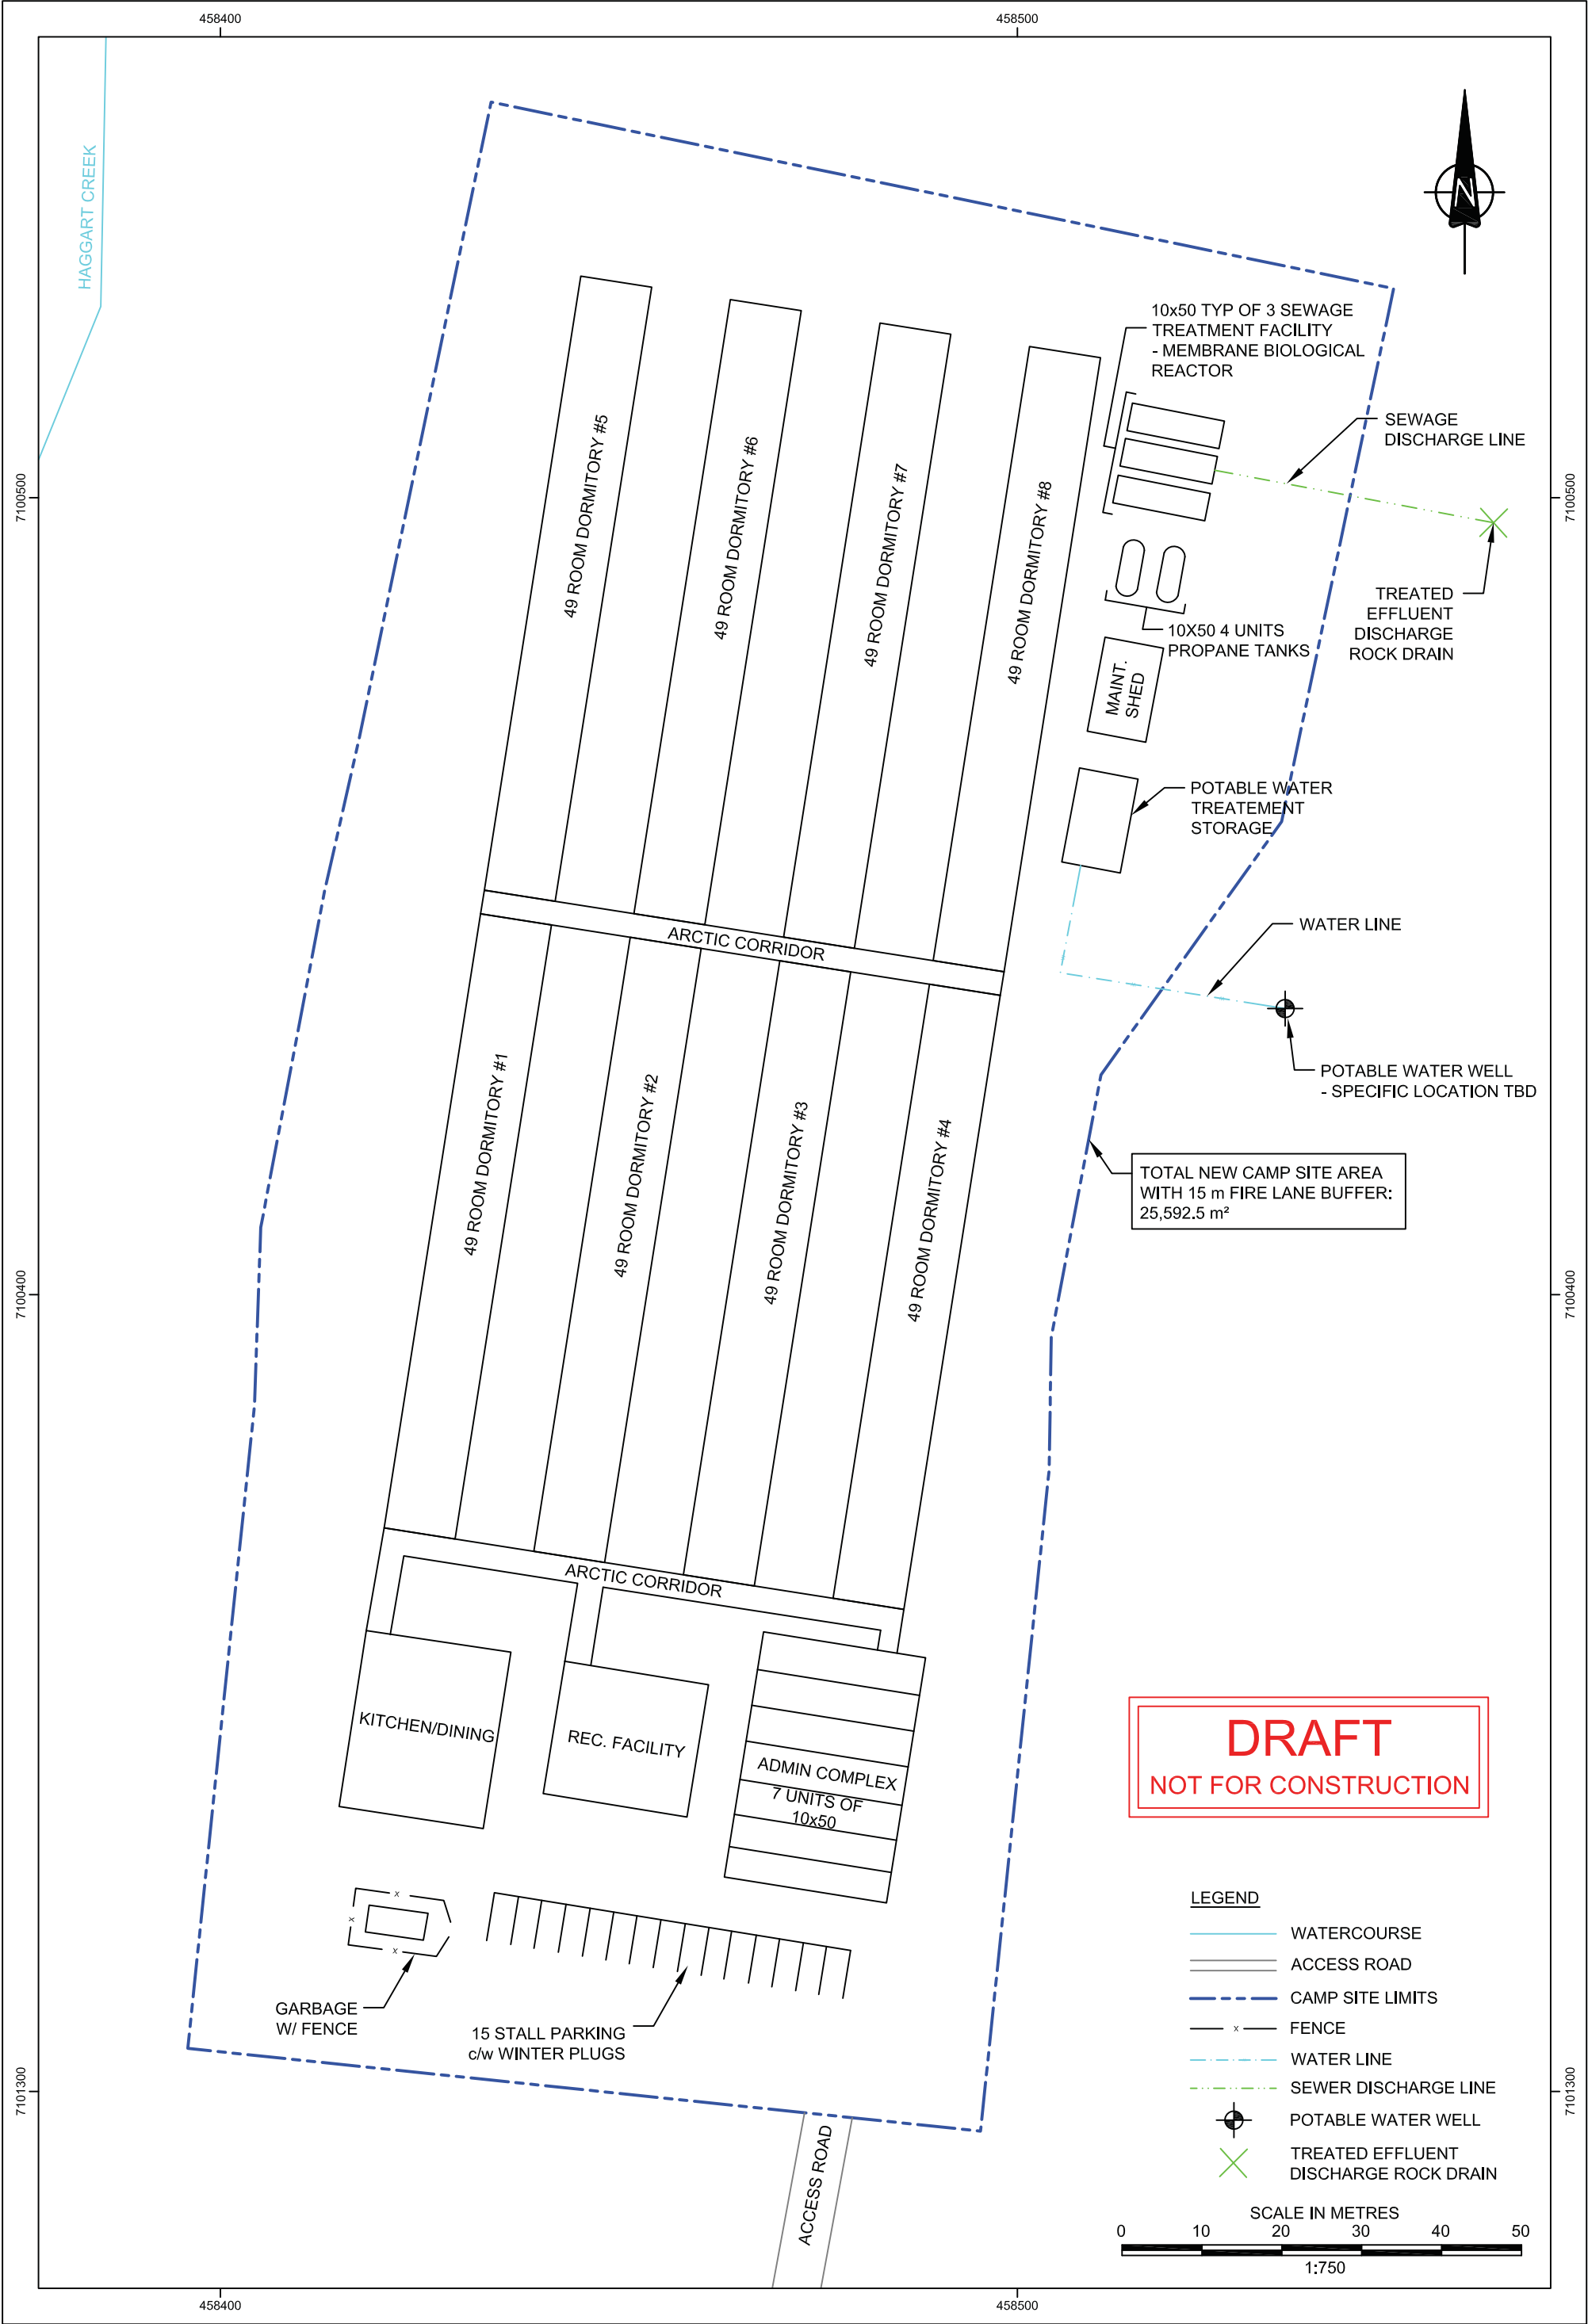 458400
458500
HAGGART CREEK
N
10x50 TYP OF 3 SEWAGE
TREATMENT FACILITY
- MEMBRANE BIOLOGICAL
REACTOR
SEWAGE
DISCHARGE LINE
49 ROOM DORMITORY #5
49 ROOM DORMITORY #6
49 ROOM DORMITORY #7
49 ROOM DORMITORY #8
7100500
7100500
TREATED
EFFLUENT
DISCHARGE
ROCK DRAIN
10X50 4 UNITS
PROPANE TANKS
MAINT.
SHED
POTABLE WATER
TREATEMENT
STORAGE
ARCTIC CORRIDOR
WATER LINE
POTABLE WATER WELL
- SPECIFIC LOCATION TBD
49 ROOM DORMITORY #1
49 ROOM DORMITORY #2
49 ROOM DORMITORY #3
49 ROOM DORMITORY #4
TOTAL NEW CAMP SITE AREA
WITH 15 m FIRE LANE BUFFER:
25,592.5 m²
7100400
7100400
ARCTIC CORRIDOR
KITCHEN/DINING
REC. FACILITY
ADMIN COMPLEX
7 UNITS OF
10x50
DRAFT
NOT FOR CONSTRUCTION
x
x
x
GARBAGE
W/ FENCE
15 STALL PARKING
c/w WINTER PLUGS
7101300
7101300
ACCESS ROAD
LEGEND
WATERCOURSE
ACCESS ROAD
CAMP SITE LIMITS
x FENCE
WATER LINE
SEWER DISCHARGE LINE
POTABLE WATER WELL
TREATED EFFLUENT
DISCHARGE ROCK DRAIN
SCALE IN METRES
0 10 20 30 40 50
1:750
458400
458500